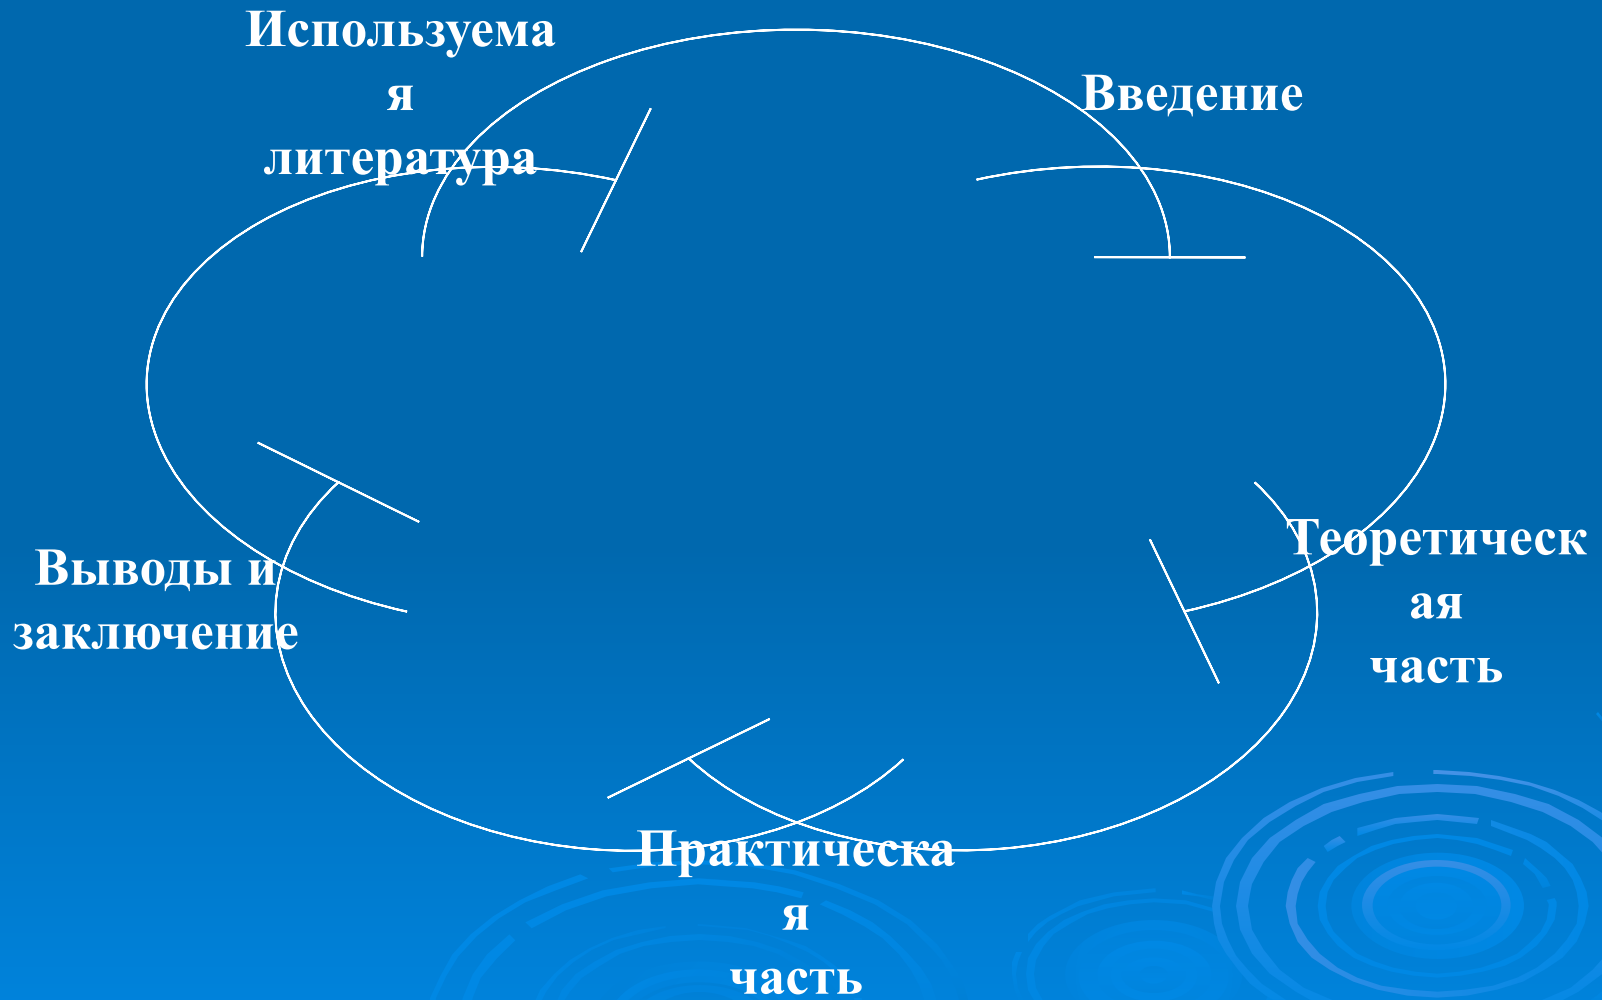 Используема
я
литература
Введение
Теоретическ
ая
часть
Выводы и
заключение
Практическа
я
часть